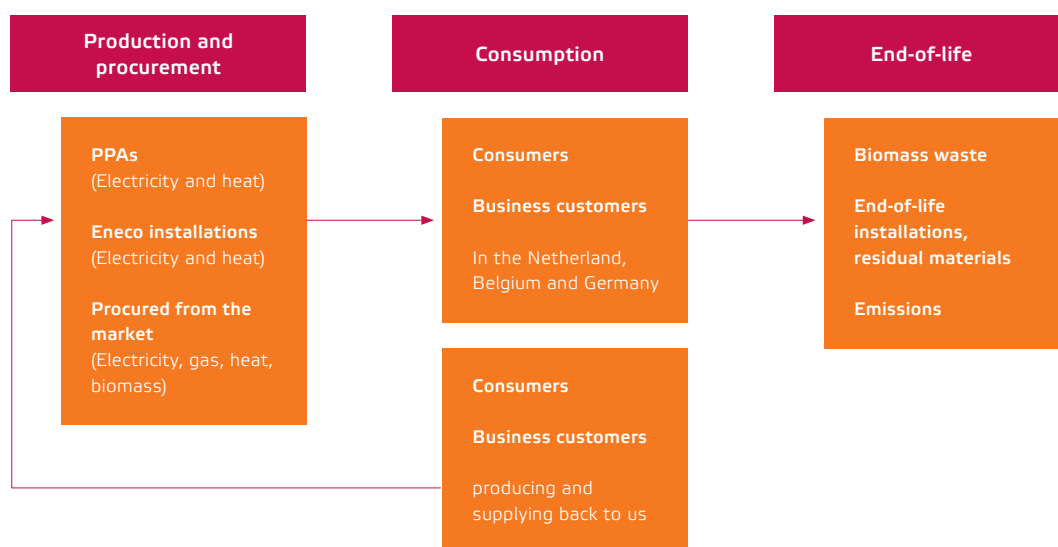 Production and
procurement
Consumption
End-of-life
PPAs
(Electricity and heat)
Eneco installations
(Electricity and heat)
Procured from the
market
(Electricity, gas, heat,
biomass)
Consumers
Business customers
In the Netherland,
Belgium and Germany
Consumers
Business customers
producing and
supplying back to us
Biomass waste
End-of-life
installations,
residual materials
Emissions